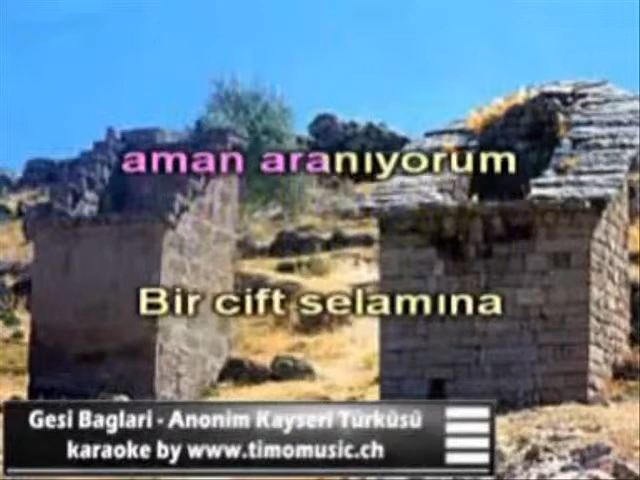 aman aranıyorum
Bir cift selamına
Gesi Baglari - Anonim Kayseri Türküsü
karaoke by www.timomusic.ch